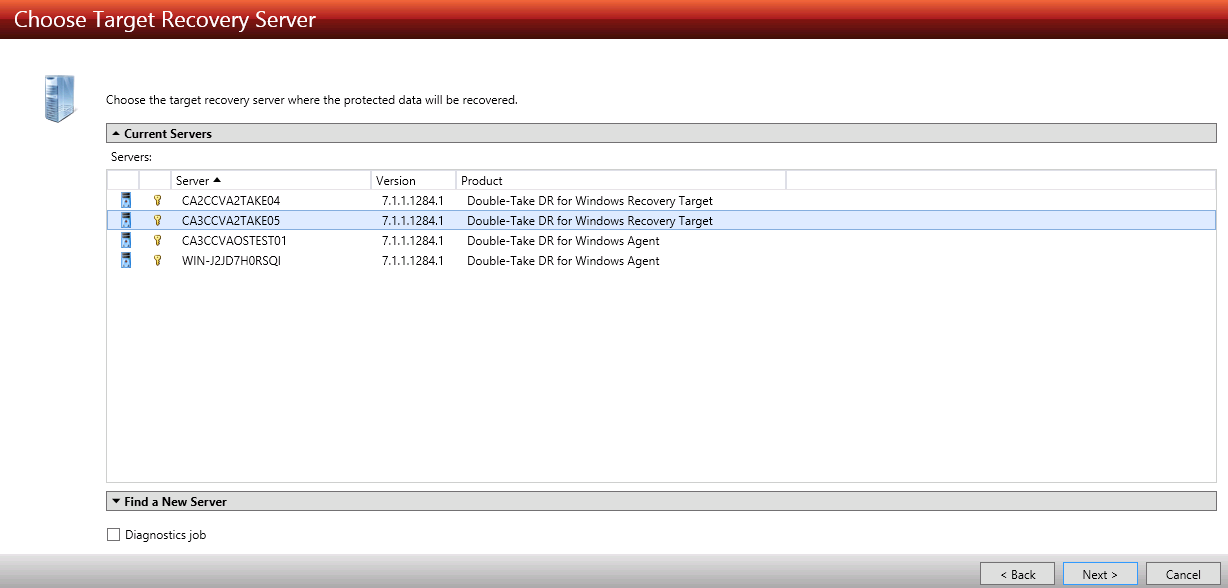 Choose Target Recovery Server
Choose the target recovery server where the protected data will be recovered.
Current Servers
Servers:
Server Version Product
CA2CCVA2TAKE04 7.1.1.1284.1 Double-Take DR for Windows Recovery Target
CA3CCVA2TAKE05 7.1.1.1284.1 Double-Take DR for Windows Recovery Target
CA3CCVAOSTEST01 7.1.1.1284.1 Double-Take DR for Windows Agent
WIN-J2JD7H0RSQI 7.1.1.1284.1 Double-Take DR for Windows Agent
Find a New Server
Diagnostics job
< Back Next > Cancel